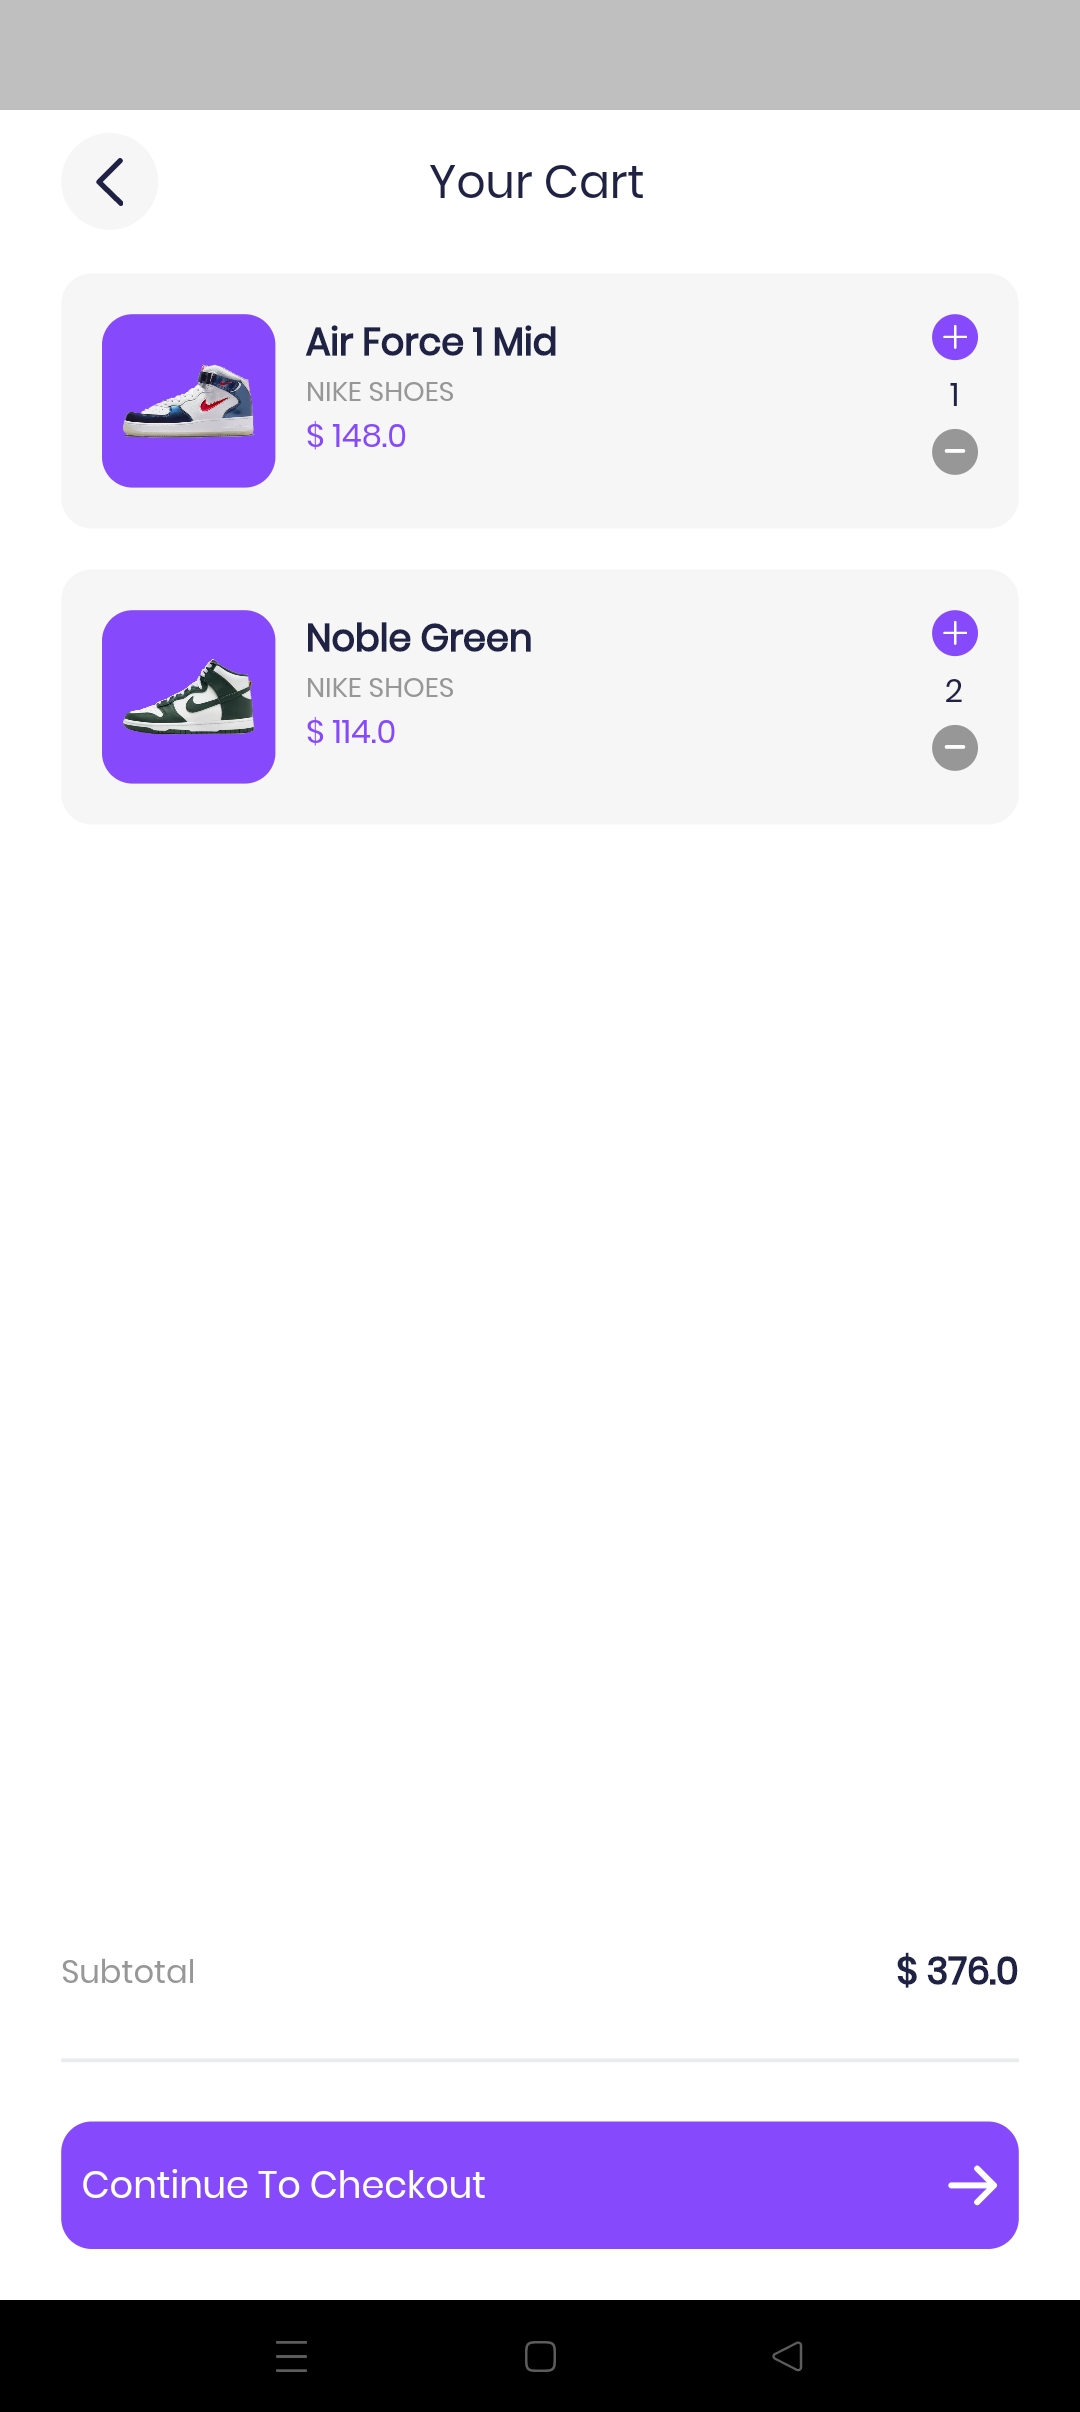 Your Cart
Air Force 1 Mid
NIKE SHOES
$ 148.0
1
Noble Green
NIKE SHOES
$ 114.0
2
Subtotal
$ 376.0
Continue To Checkout